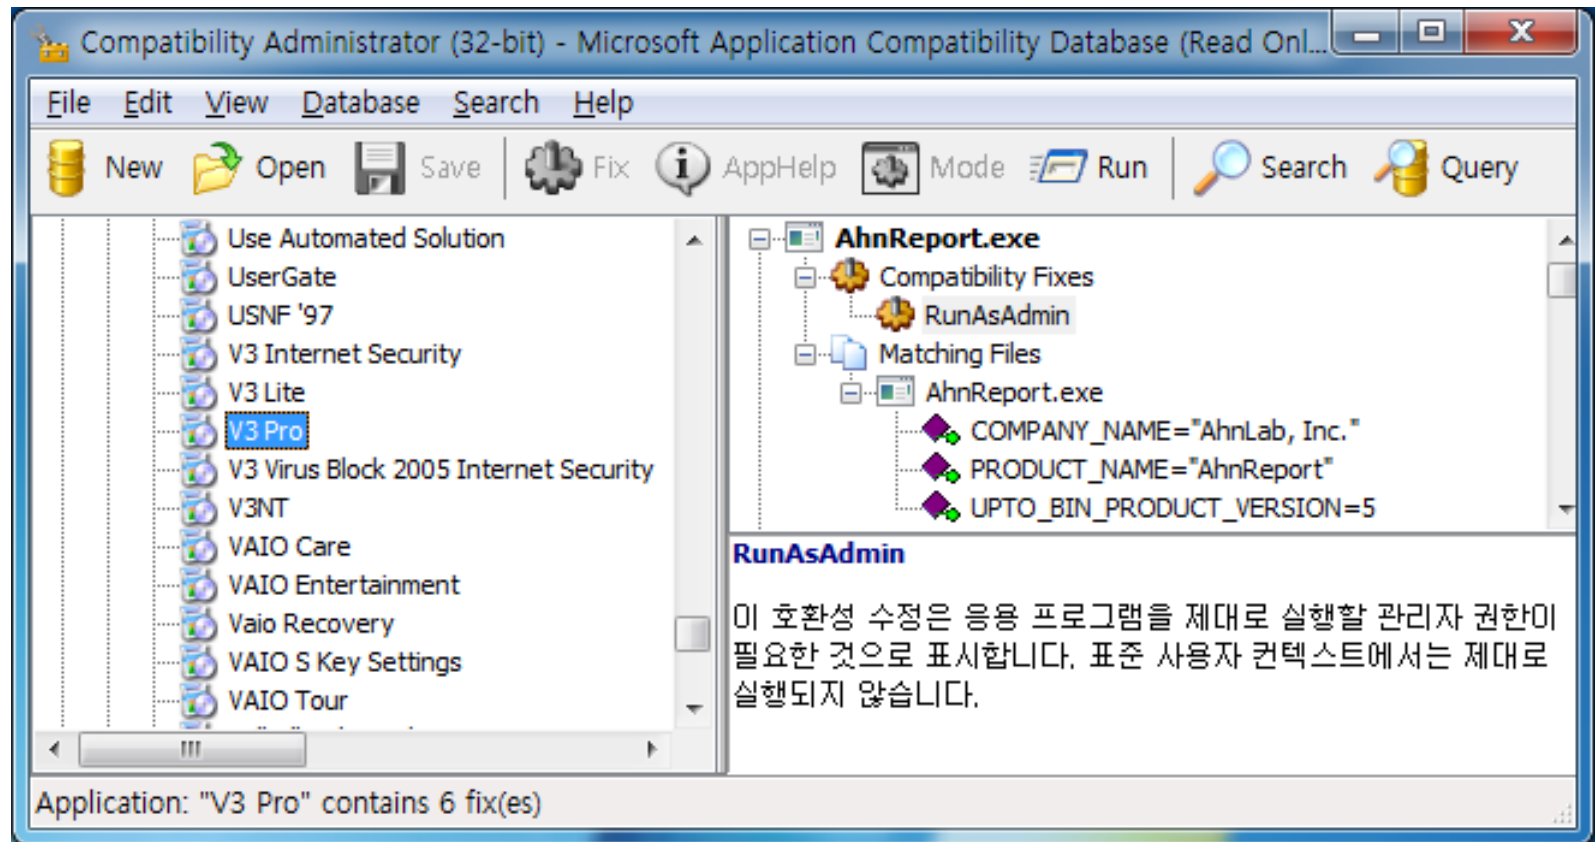 Compatibility Administrator (32-bit) - Microsoft Application Compatibility Database (Read Onl...
File Edit View Database Search Help
New Open Save Fix AppHelp Mode Run Search Query
Use Automated Solution
UserGate
USNF '97
V3 Internet Security
V3 Lite
V3 Pro
V3 Virus Block 2005 Internet Security
V3NT
VAIO Care
VAIO Entertainment
Vaio Recovery
VAIO S Key Settings
VAIO Tour
AhnReport.exe
Compatibility Fixes
RunAsAdmin
Matching Files
AhnReport.exe
COMPANY_NAME="AhnLab, Inc."
PRODUCT_NAME="AhnReport"
UPTO_BIN_PRODUCT_VERSION=5
RunAsAdmin
이 호환성 수정은 응용 프로그램을 제대로 실행할 관리자 권한이
필요한 것으로 표시합니다. 표준 사용자 컨텍스트에서는 제대로
실행되지 않습니다.
Application: "V3 Pro" contains 6 fix(es)